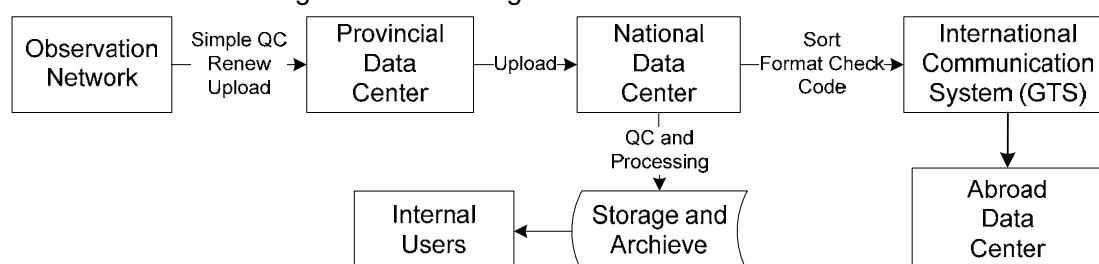 Observation
Network
Simple QC
Renew
Upload
Provincial
Data
Center
Upload
National
Data
Center
Sort
Format Check
Code
International
Communication
System (GTS)
QC and
Processing
Internal
Users
Storage and
Archieve
Abroad
Data
Center